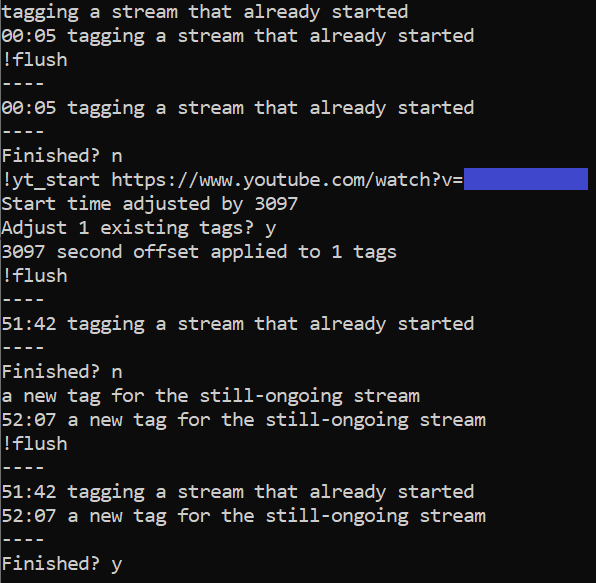 tagging a stream that already started
00:05 tagging a stream that already started
!flush
----
00:05 tagging a stream that already started
----
Finished? n
!yt_start https://www.youtube.com/watch?v=
Start time adjusted by 3097
Adjust 1 existing tags? y
3097 second offset applied to 1 tags
!flush
----
51:42 tagging a stream that already started
----
Finished? n
a new tag for the still-ongoing stream
52:07 a new tag for the still-ongoing stream
!flush
----
51:42 tagging a stream that already started
52:07 a new tag for the still-ongoing stream
----
Finished? y